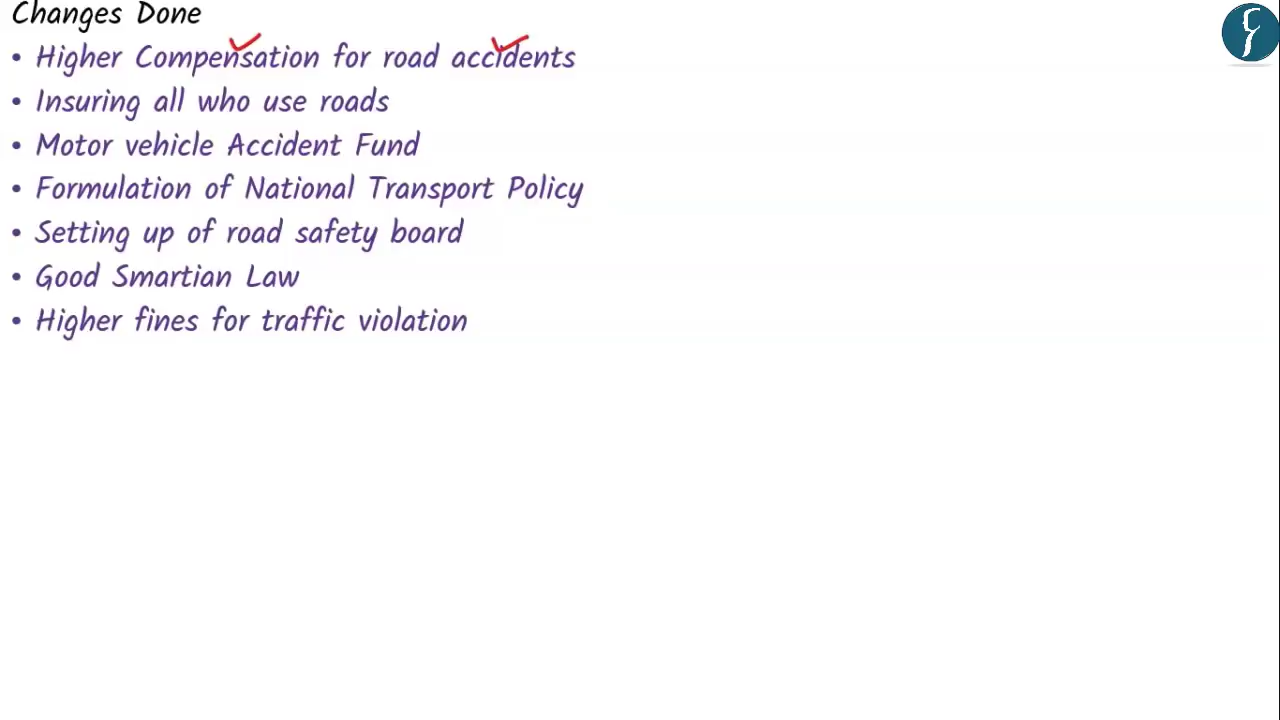 Changes Done
• Higher Compensation for road accidents
• Insuring all who use roads
• Motor vehicle Accident Fund
• Formulation of National Transport Policy
• Setting up of road safety board
• Good Smartian Law
• Higher fines for traffic violation